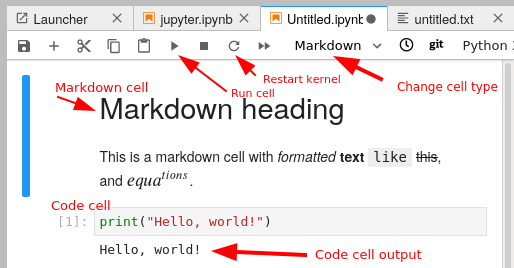 Launcher jupyter.ipynb Untitled.ipynb untitled.txt
Markdown git Python 3
Restart kernel
Markdown cell Run cell Change cell type
Markdown heading
This is a markdown cell with formatted text like this,
and equations.
Code cell
[1]: print("Hello, world!")
Hello, world!
Code cell output